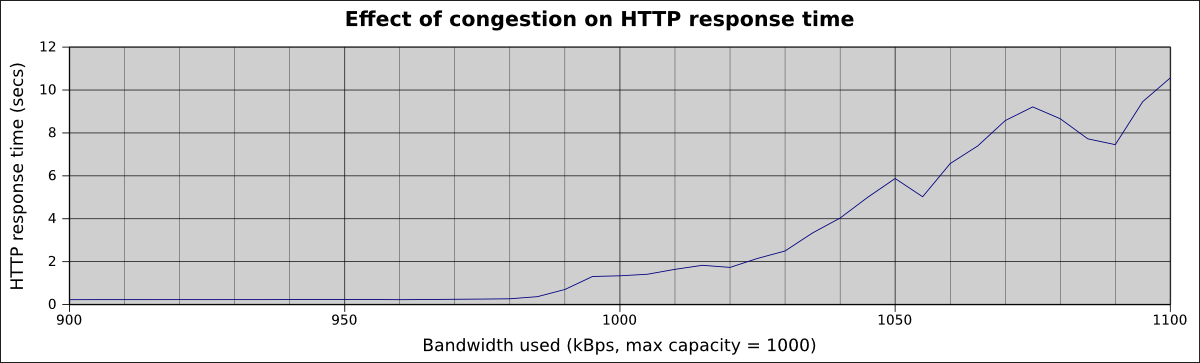 Effect of congestion on HTTP response time
HTTP response time (secs)
12
10
8
6
4
2
0
900 950 1000 1050 1100
Bandwidth used (kBps, max capacity = 1000)